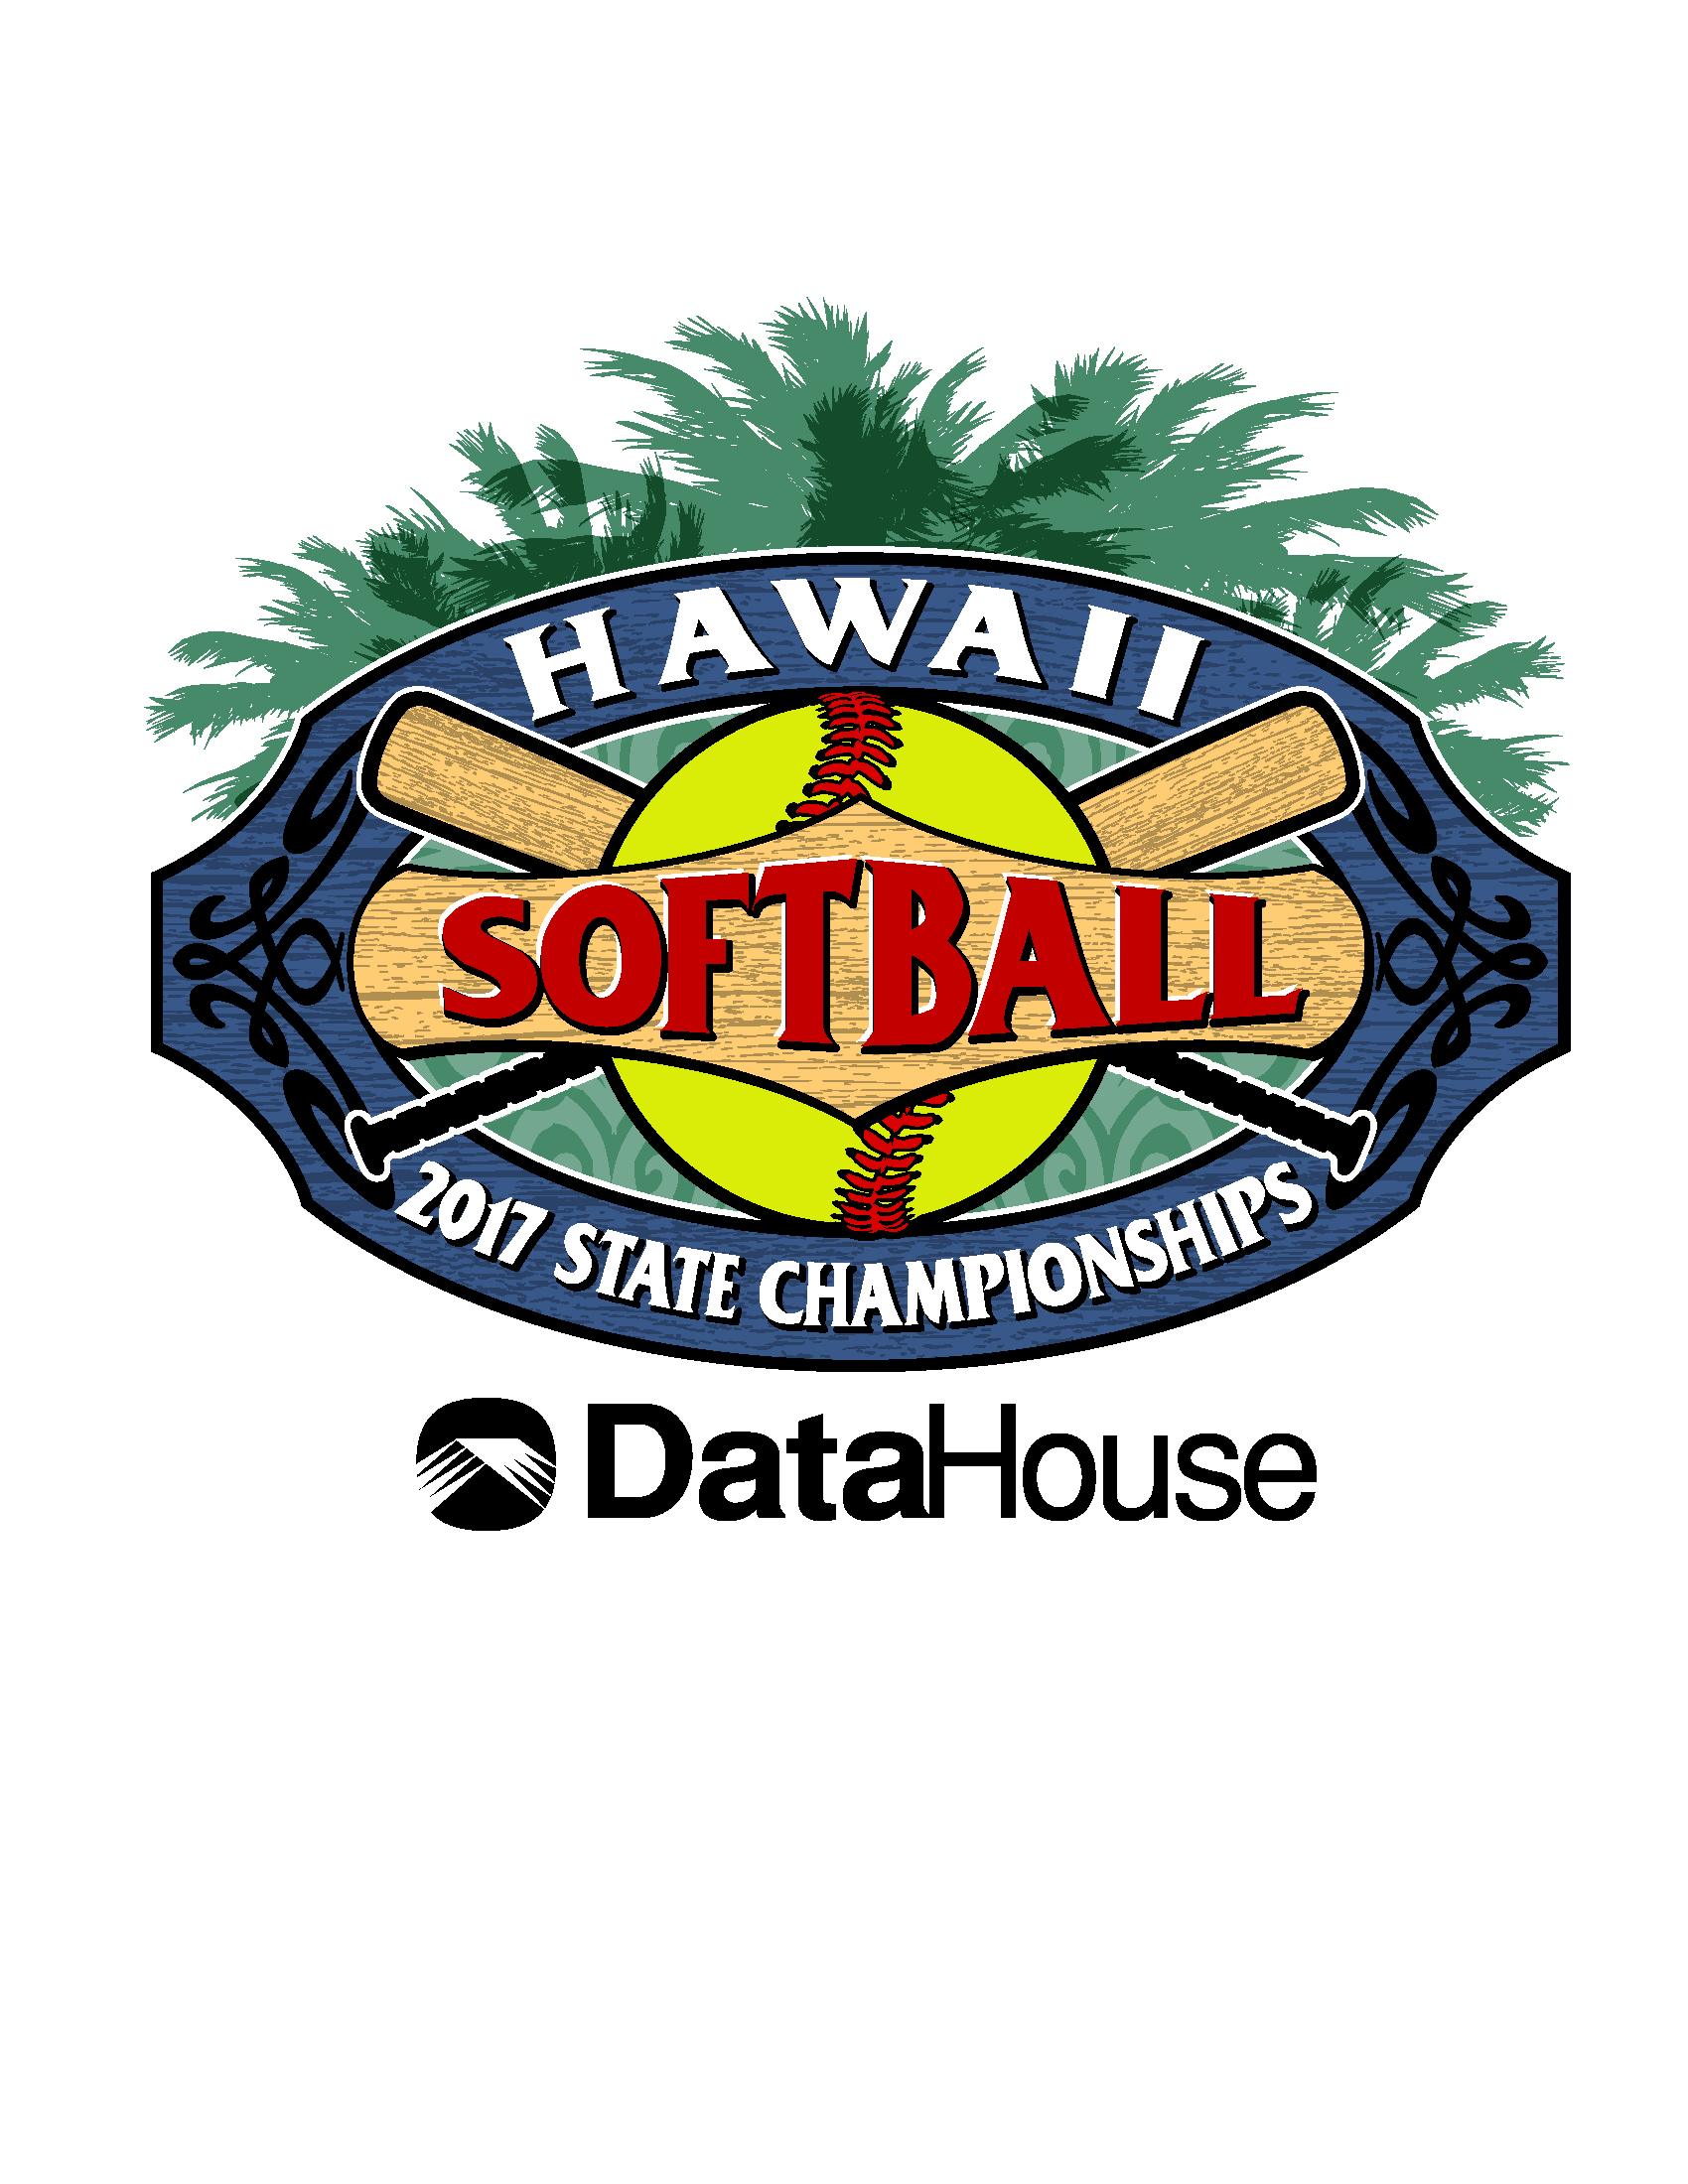 HAWAII
SOFTBALL
2017 STATE CHAMPIONSHIPS
DataHouse